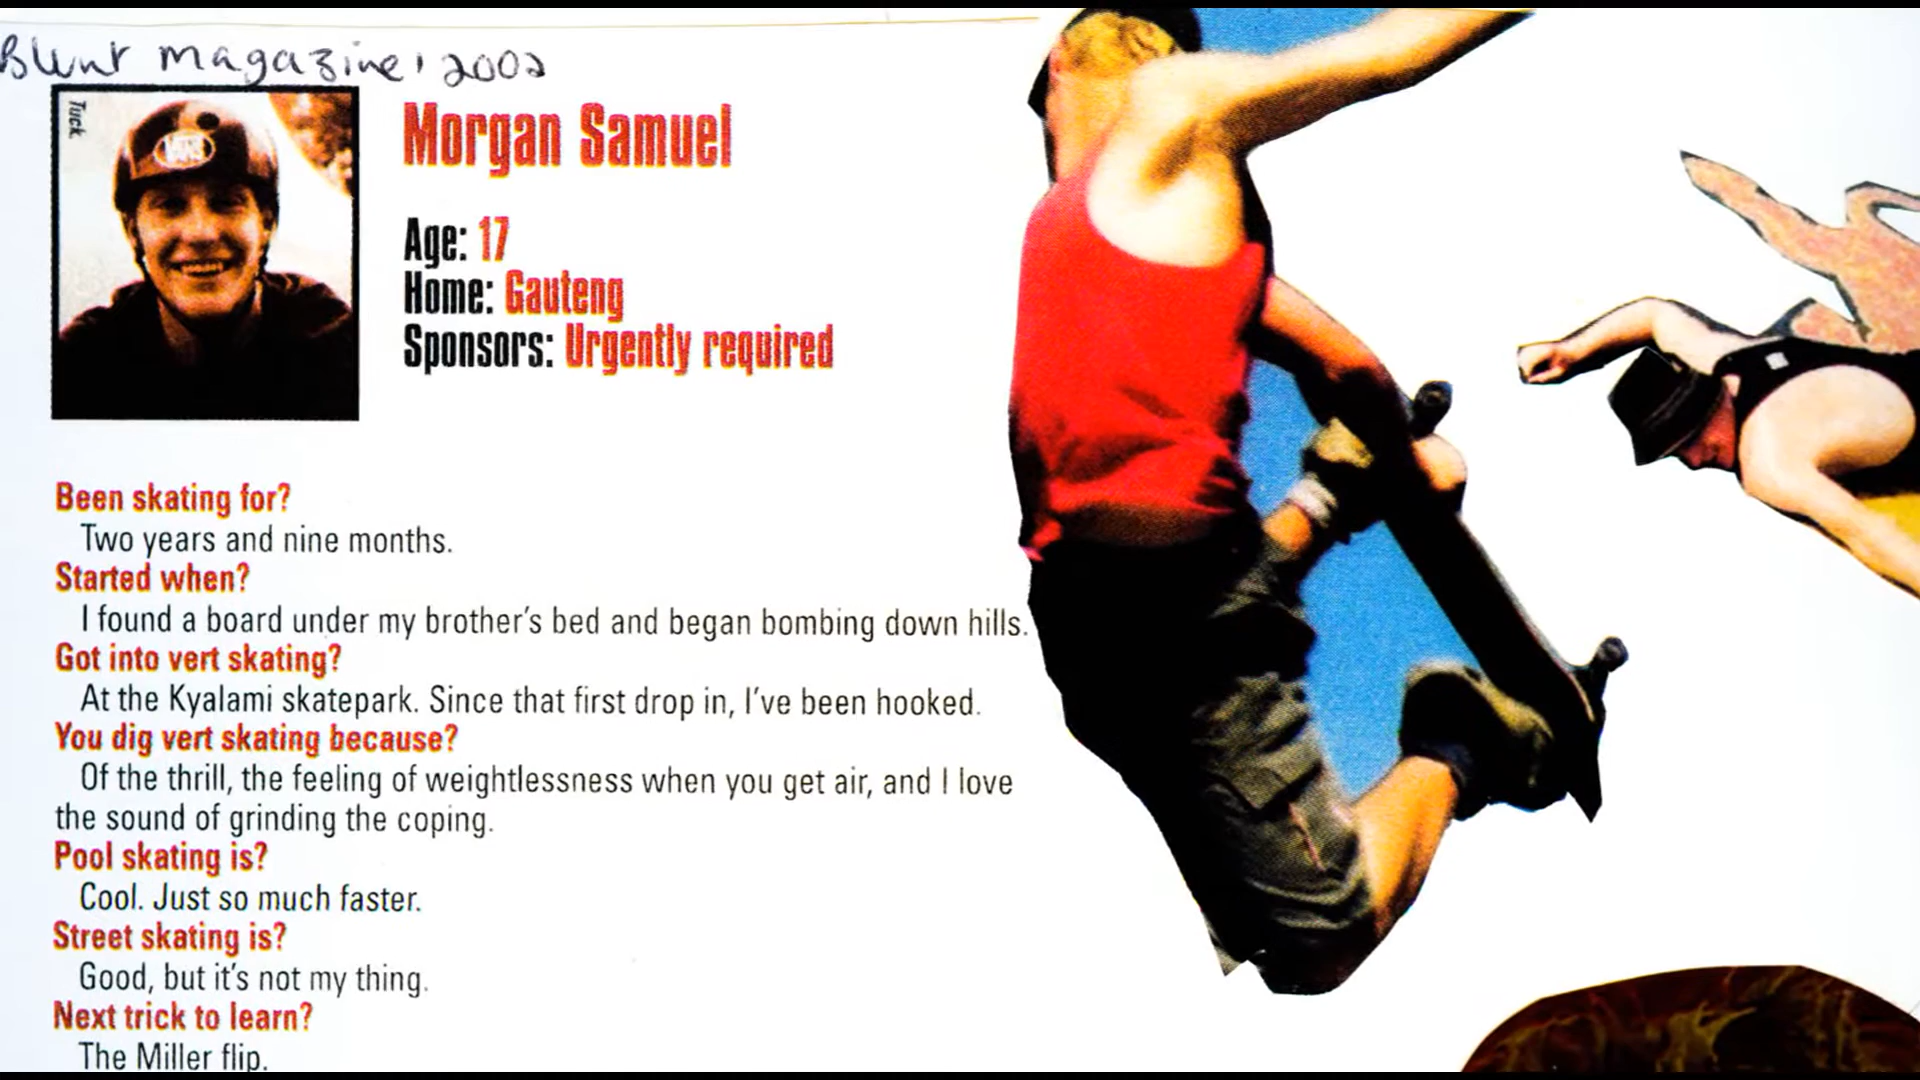 Blunt magazine, 2002
Tuck.
VANS
Morgan Samuel
Age: 17
Home: Gauteng
Sponsors: Urgently required
Been skating for?
Two years and nine months.
Started when?
I found a board under my brother's bed and began bombing down hills.
Got into vert skating?
At the Kyalami skatepark. Since that first drop in, I've been hooked.
You dig vert skating because?
Of the thrill, the feeling of weightlessness when you get air, and I love
the sound of grinding the coping.
Pool skating is?
Cool. Just so much faster.
Street skating is?
Good, but it's not my thing.
Next trick to learn?
The Miller flip.